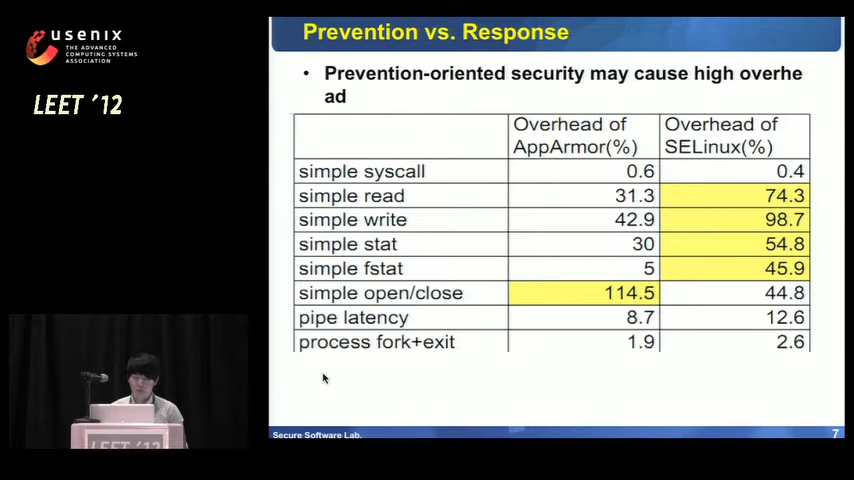 usenix
THE ADVANCED
COMPUTING SYSTEMS
ASSOCIATION
LEET '12
Prevention vs. Response
• Prevention-oriented security may cause high overhe
ad
Overhead of AppArmor(%) Overhead of SELinux(%)
simple syscall 0.6 0.4
simple read 31.3 74.3
simple write 42.9 98.7
simple stat 30 54.8
simple fstat 5 45.9
simple open/close 114.5 44.8
pipe latency 8.7 12.6
process fork+exit 1.9 2.6
LEET '12
Secure Software Lab.
7